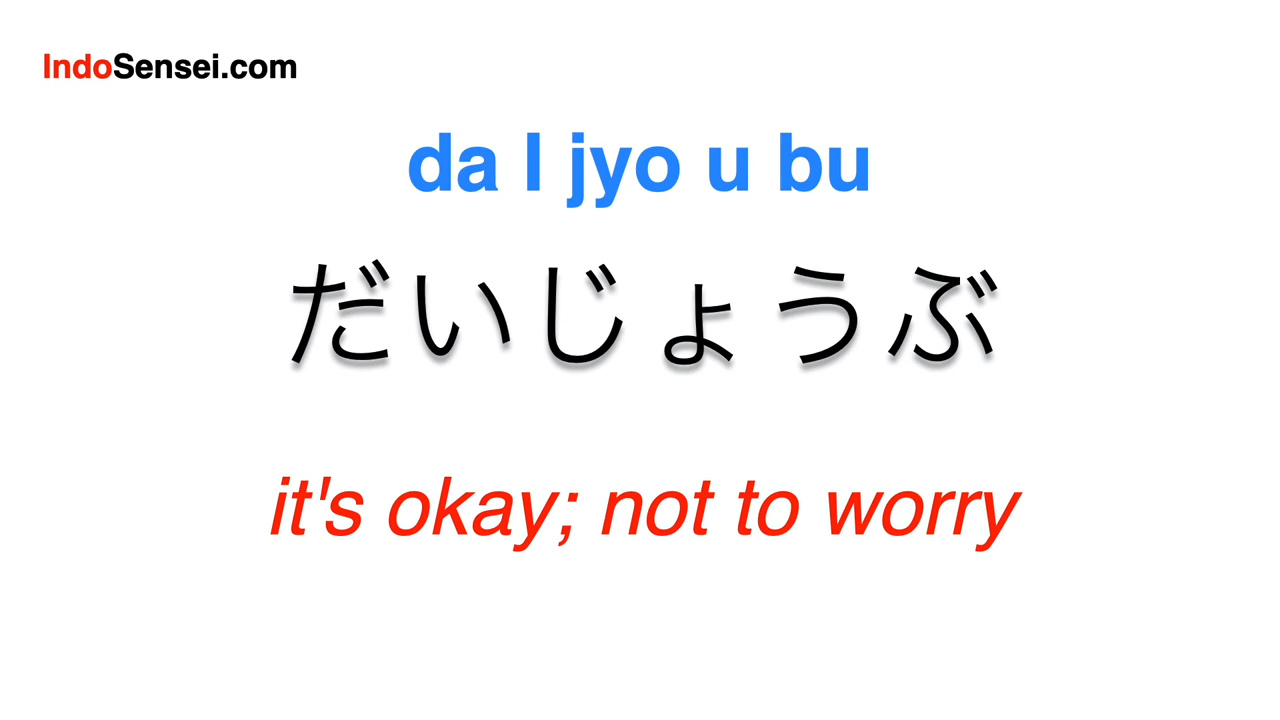 IndoSensei.com
da I jyo u bu
だいじょうぶ
it's okay; not to worry